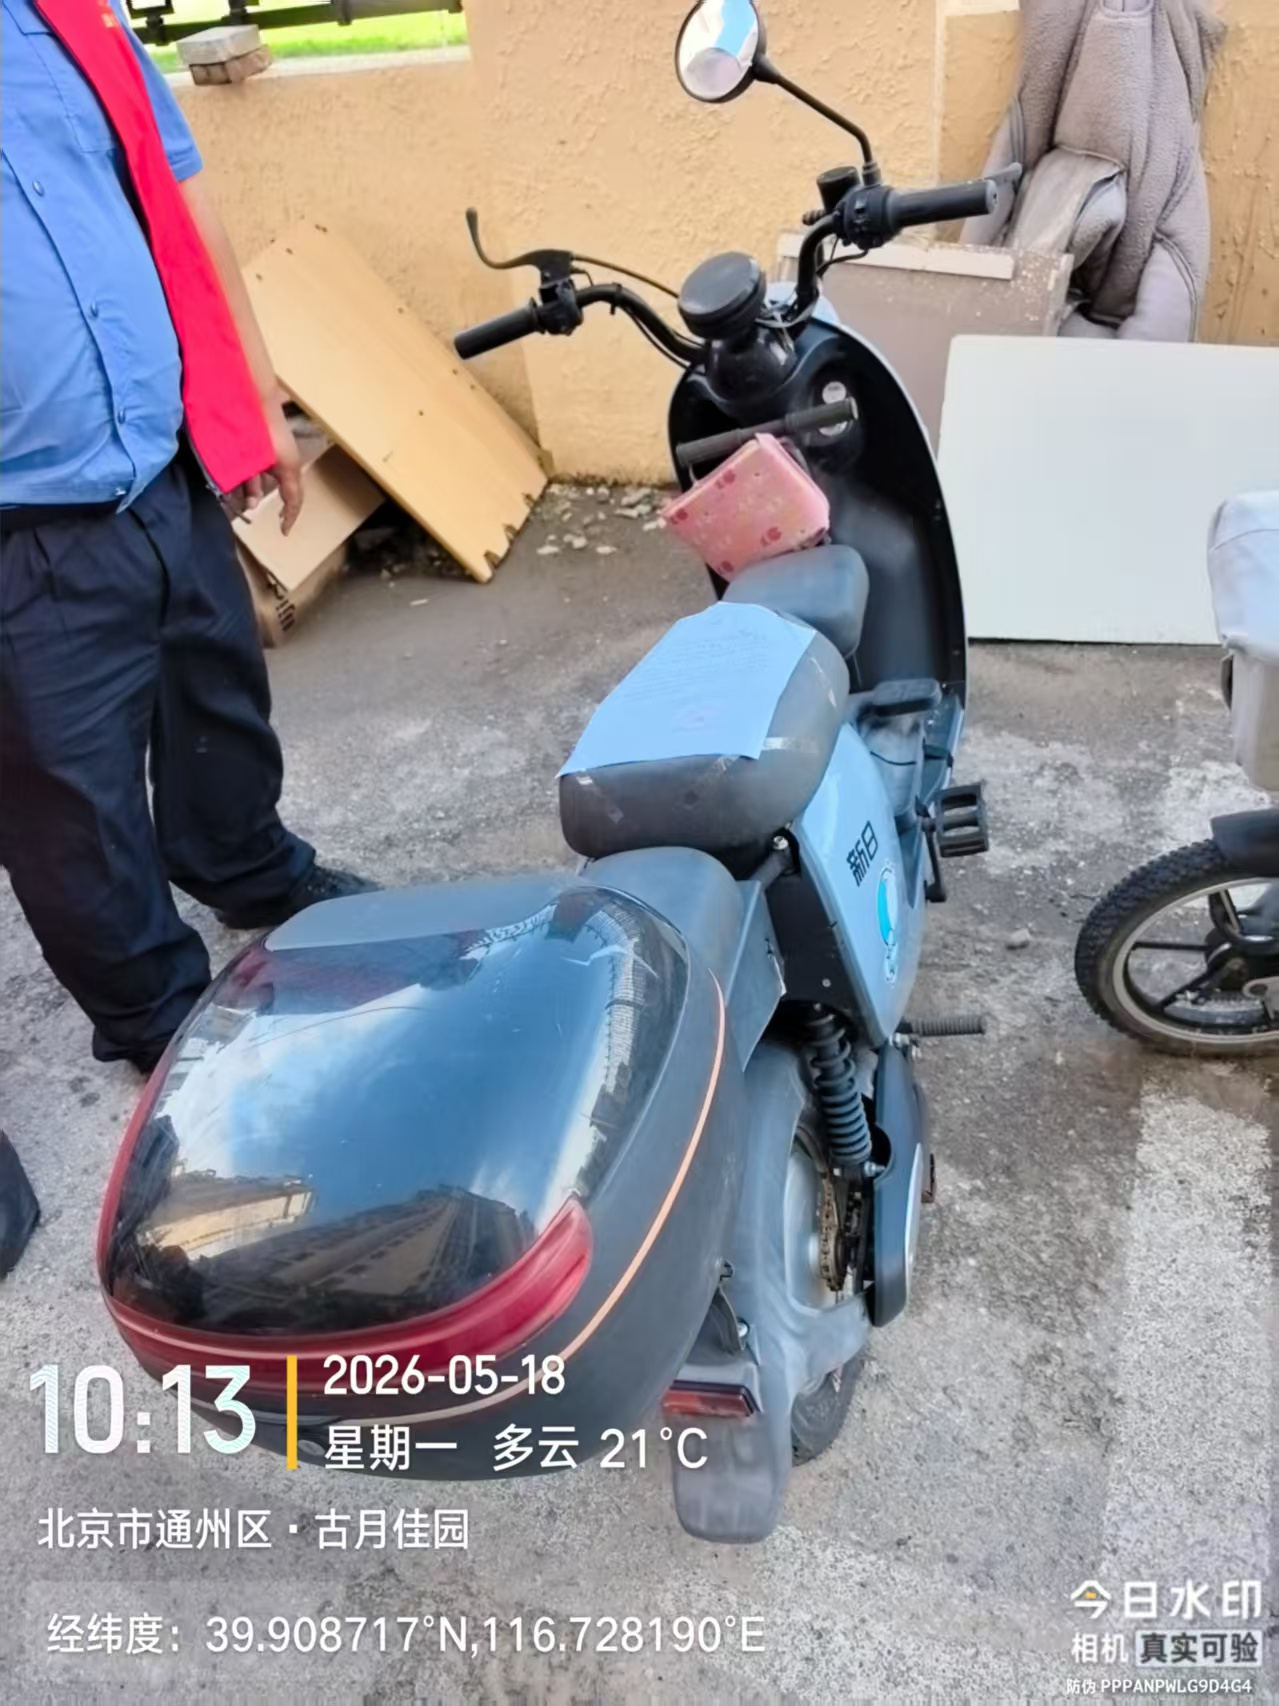 新日
10:13
2026-05-18
星期一 多云 21°C
北京市通州区·古月佳园
经纬度：39.908717°N,116.728190°E
今日水印
相机 真实可验
防伪 PPPANPWLG9D4G4